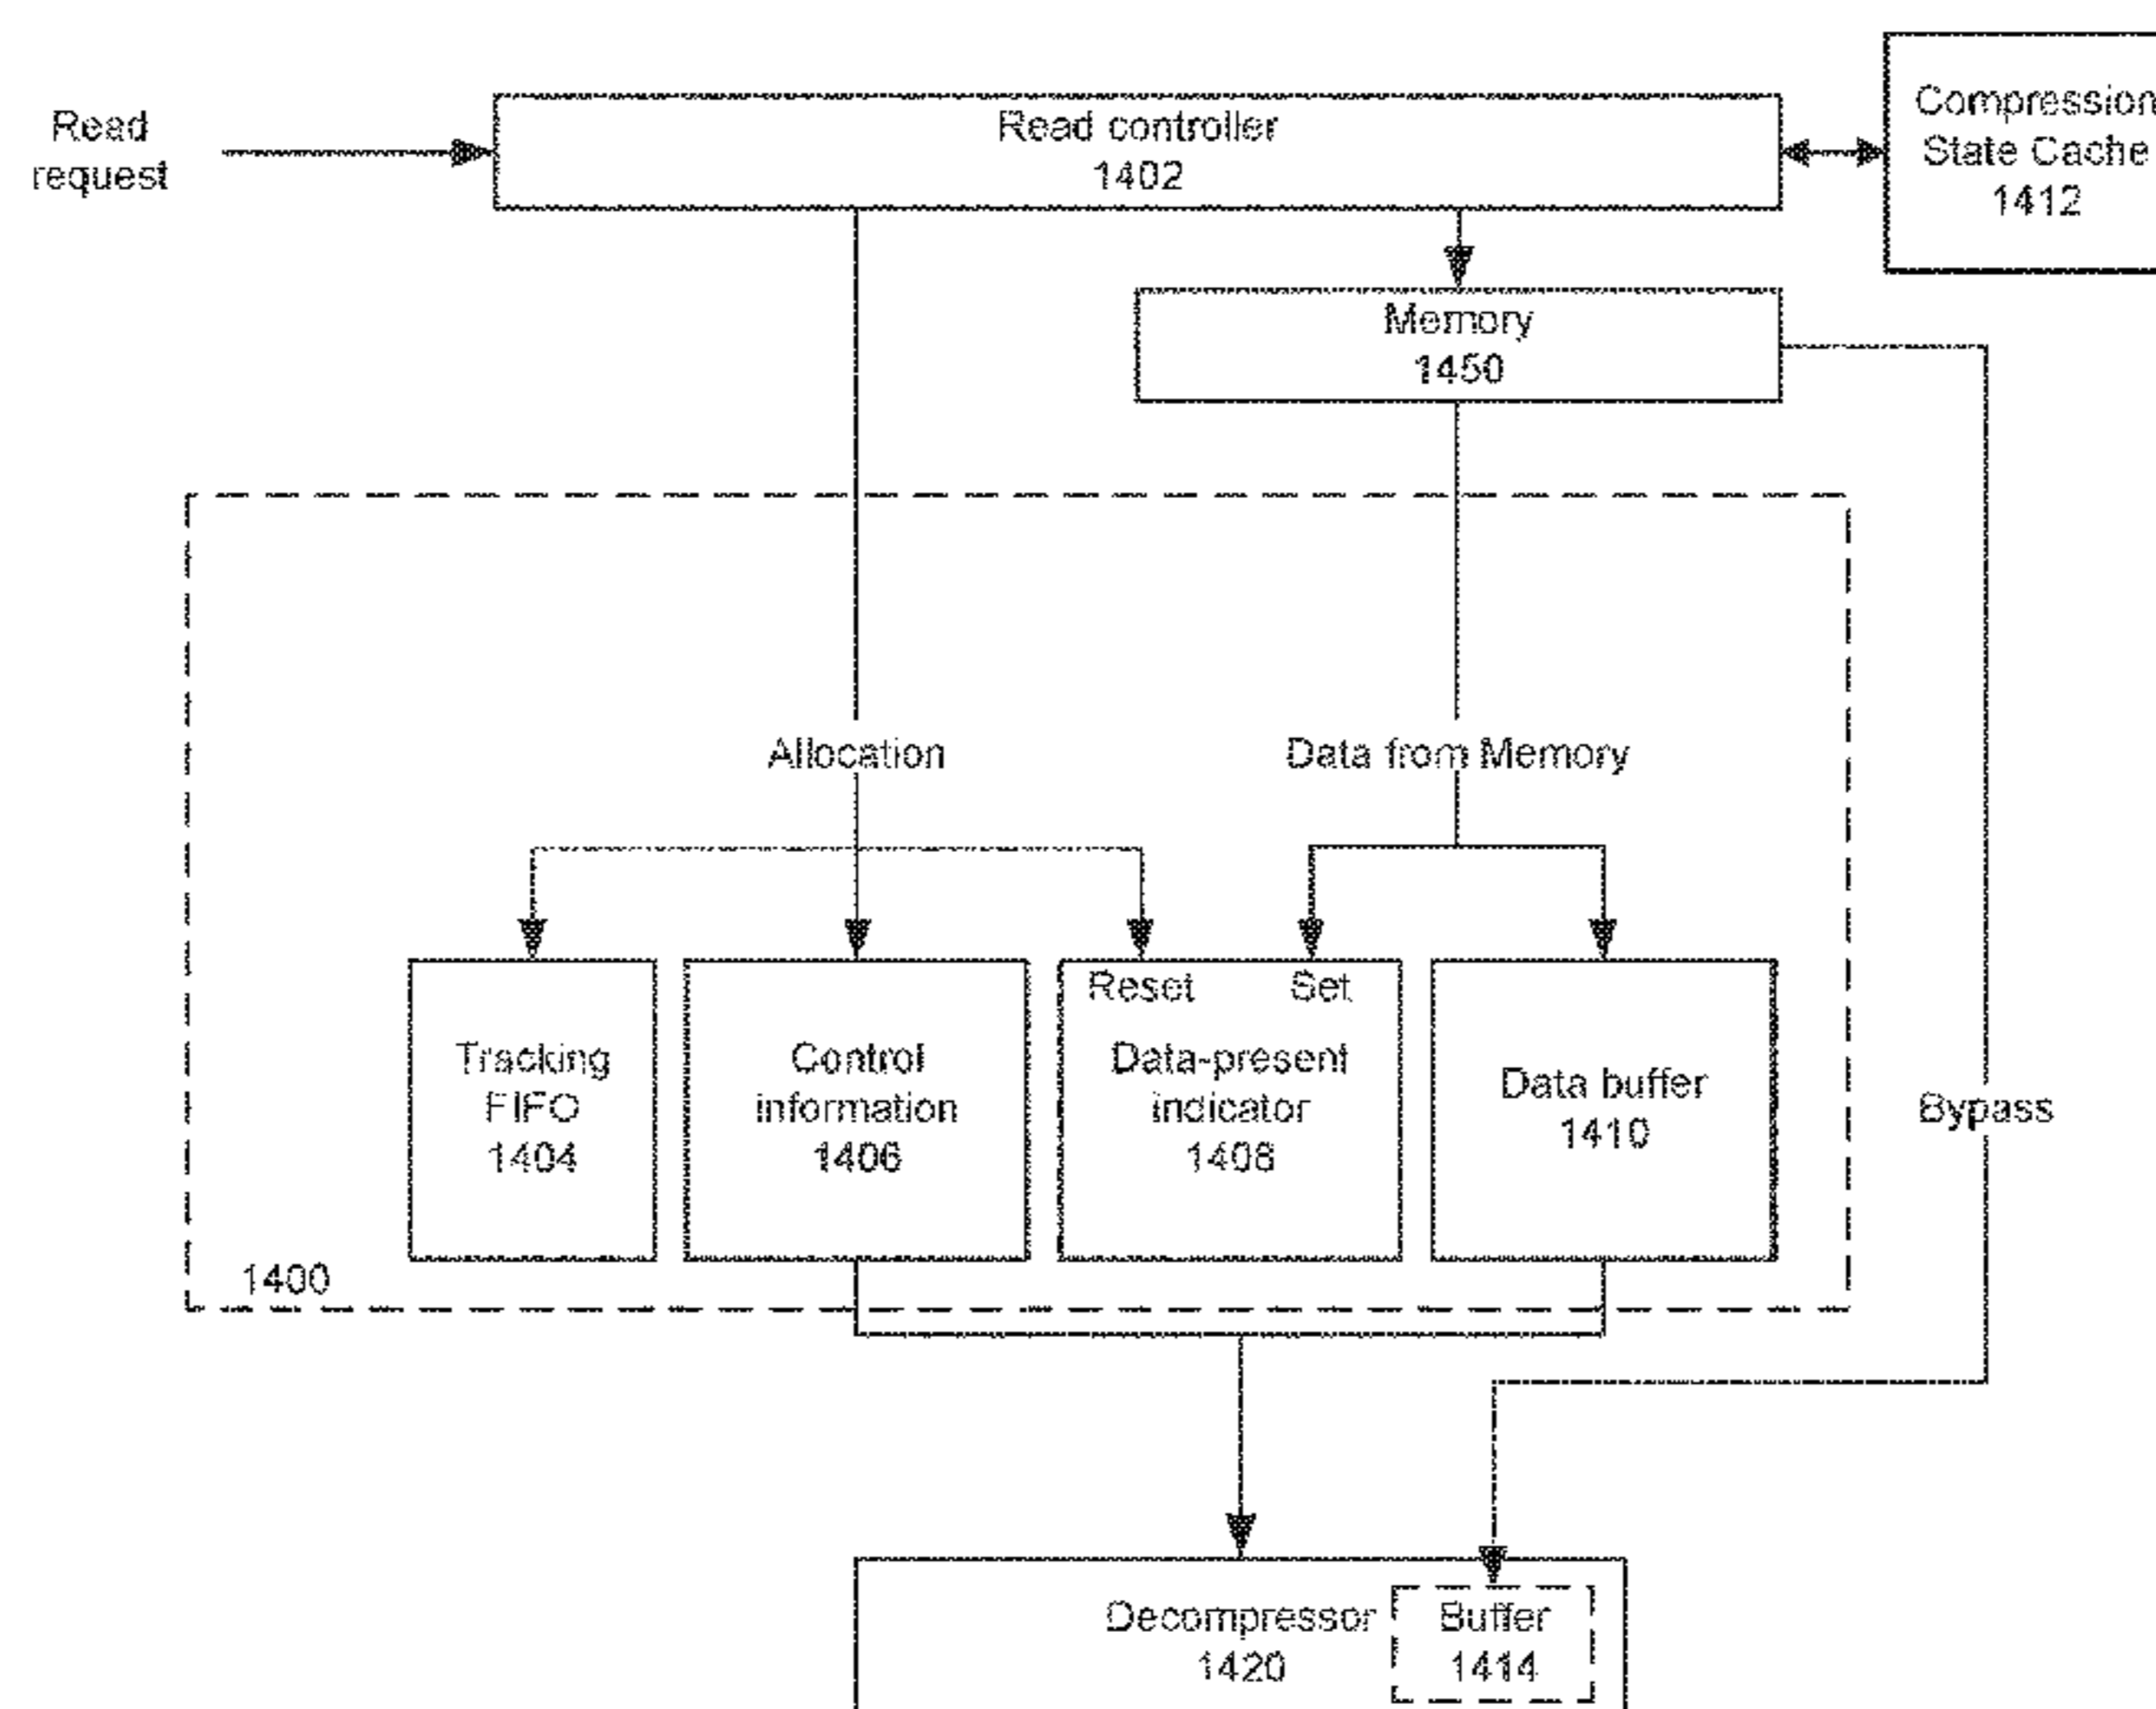 Read
request
Read controller
1402
Compression
State Cache
1412
Memory
1450
Allocation
Data from Memory
Reset
Set
Tracking
FIFO
1404
Control
information
1406
Data-present
indicator
1408
Data buffer
1410
Bypass
1400
Decompressor
1420
Buffer
1414